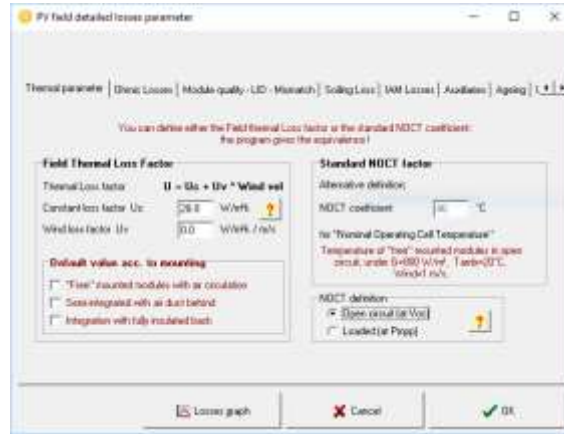 PV field detailed losses parameter
Thermal parameter | Ohmic Losses | Module quality - LID - Mismatch | Soiling Loss | IAM Losses | Auxiliaries | Ageing |
You can define either the Field thermal Loss factor or the standard NOCT coefficient:
the program gives the equivalence !
Field Thermal Loss Factor
Thermal Loss factor U = Uc + Uv * Wind vel
Constant loss factor Uc W/m²k ?
Wind loss factor Uv 0.0 W/m²k / m/s
Default value acc. to mounting
"Free" mounted modules with air circulation
Semi-integrated with air duct behind
Integration with fully insulated back
Standard NOCT factor
Alternative definition:
NOCT coefficient °C
for "Nominal Operating Cell Temperature"
Temperature of "free" mounted modules in open
circuit, under G=800 W/m², Tamb=20°C,
Wind=1 m/s.
NOCT definition
Open circuit (at Voc)
Loaded (at Pmpp)
?
Losses graph
Cancel
OK